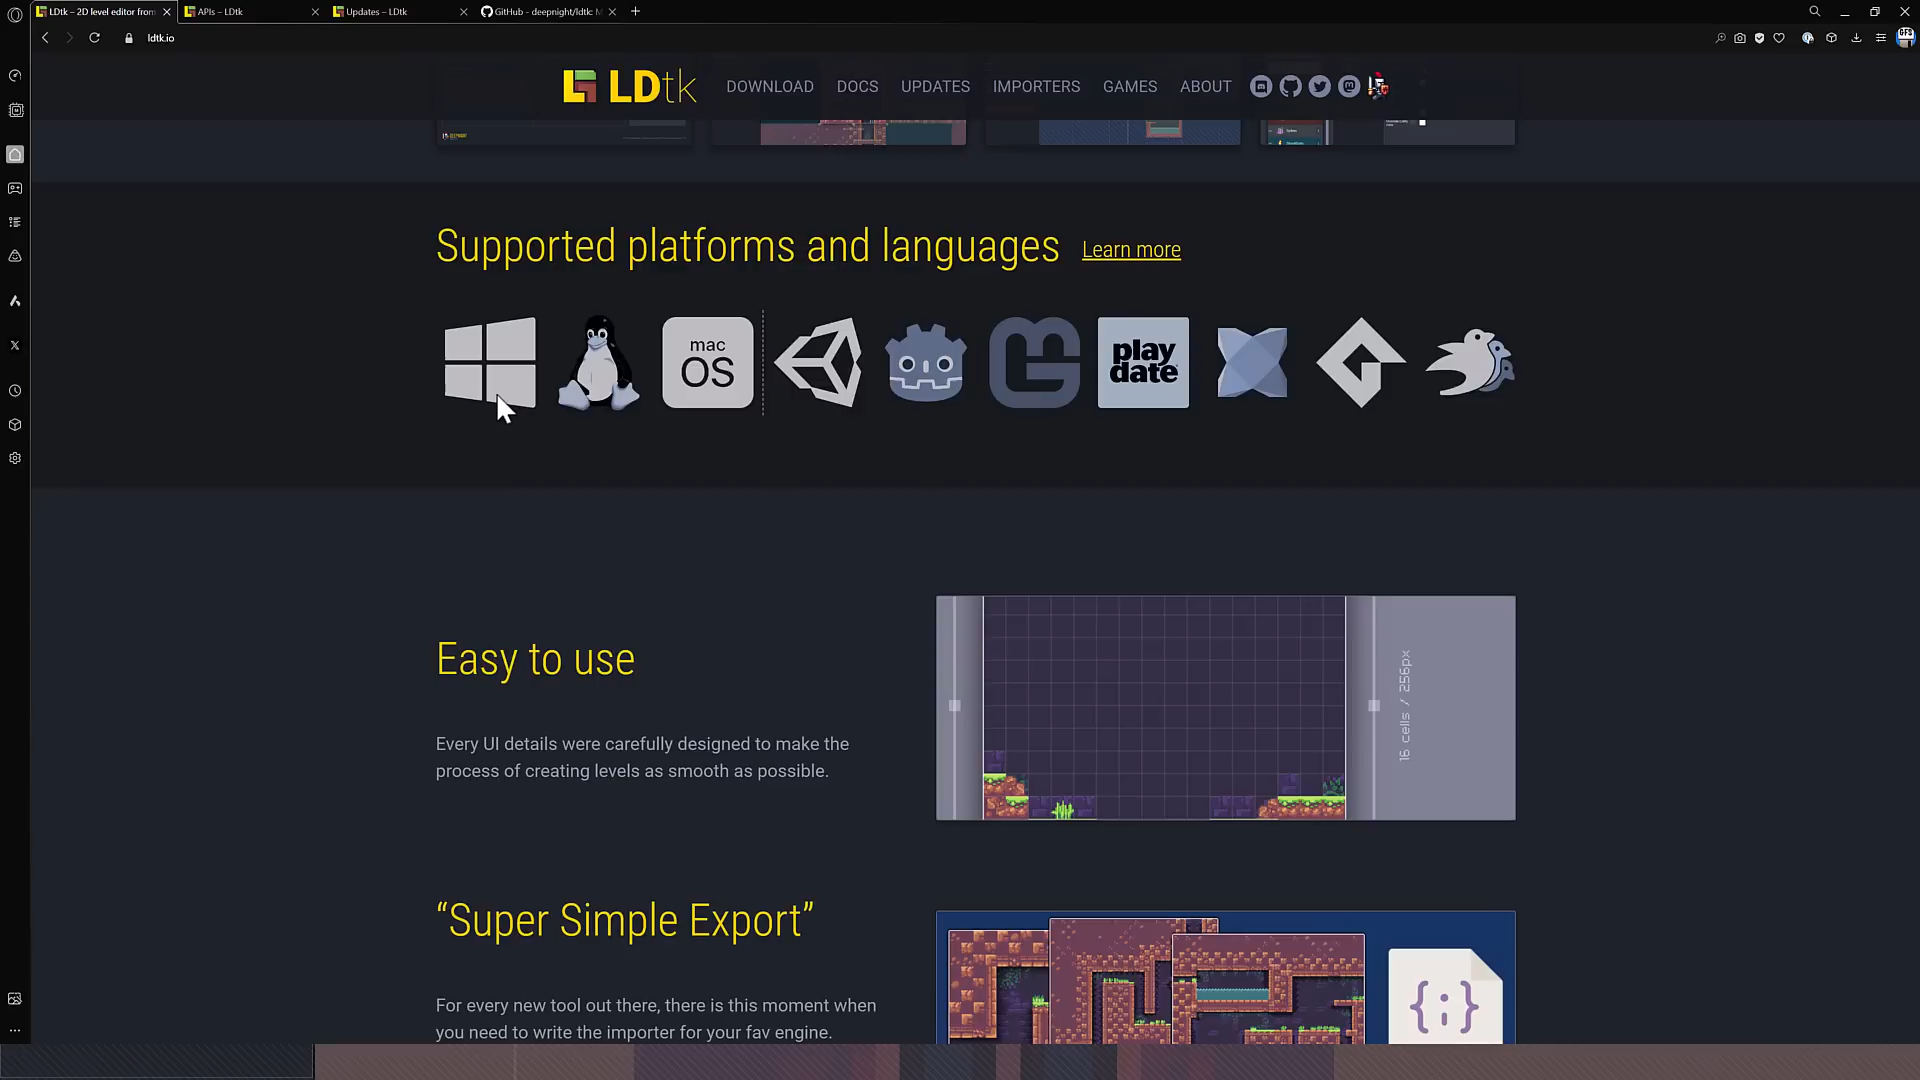 LDtk – 2D level editor from
APIs – LDtk
Updates – LDtk
GitHub - deepnight/ldtk: M
ldtk.io
LDtk
DOWNLOAD
DOCS
UPDATES
IMPORTERS
GAMES
ABOUT
Supported platforms and languages
Learn more
mac
OS
play
date
Easy to use
Every UI details were carefully designed to make the
process of creating levels as smooth as possible.
16 cells / 256px
“Super Simple Export”
For every new tool out there, there is this moment when
you need to write the importer for your fav engine.